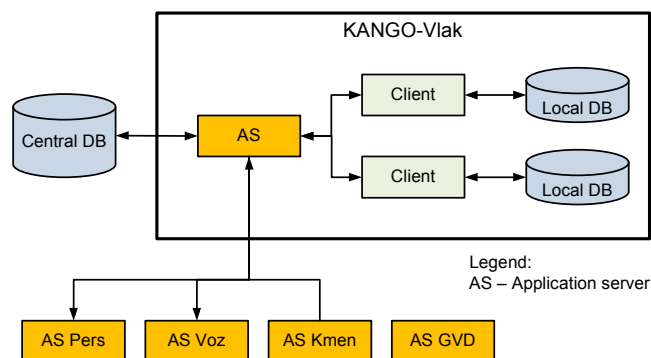 KANGO-Vlak
Central DB
AS
Client
Local DB
Client
Local DB
Legend:
AS – Application server
AS Pers
AS Voz
AS Kmen
AS GVD